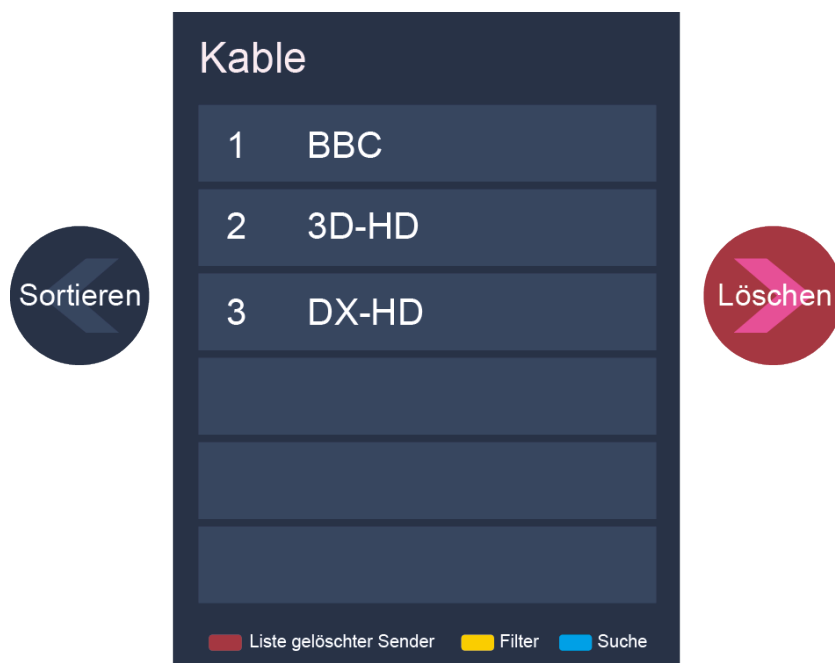 Kable
1 BBC
2 3D-HD
3 DX-HD
Sortieren
Löschen
Liste gelöschter Sender Filter Suche